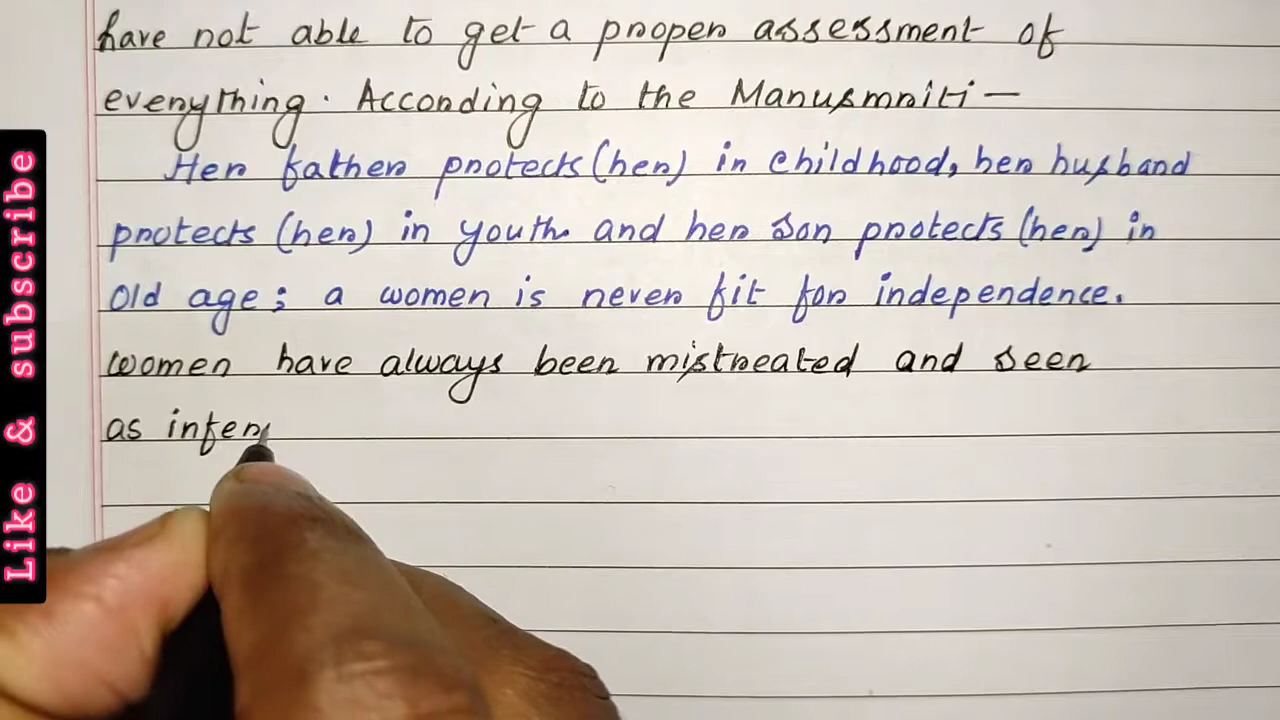 have not able to get a proper assessment of
everything. According to the Manusmriti —
Her father protects (her) in childhood, her husband
protects (her) in youth and her son protects (her) in
old age; a women is never fit for independence.
women have always been mistreated and seen
as infer
Like & subscribe